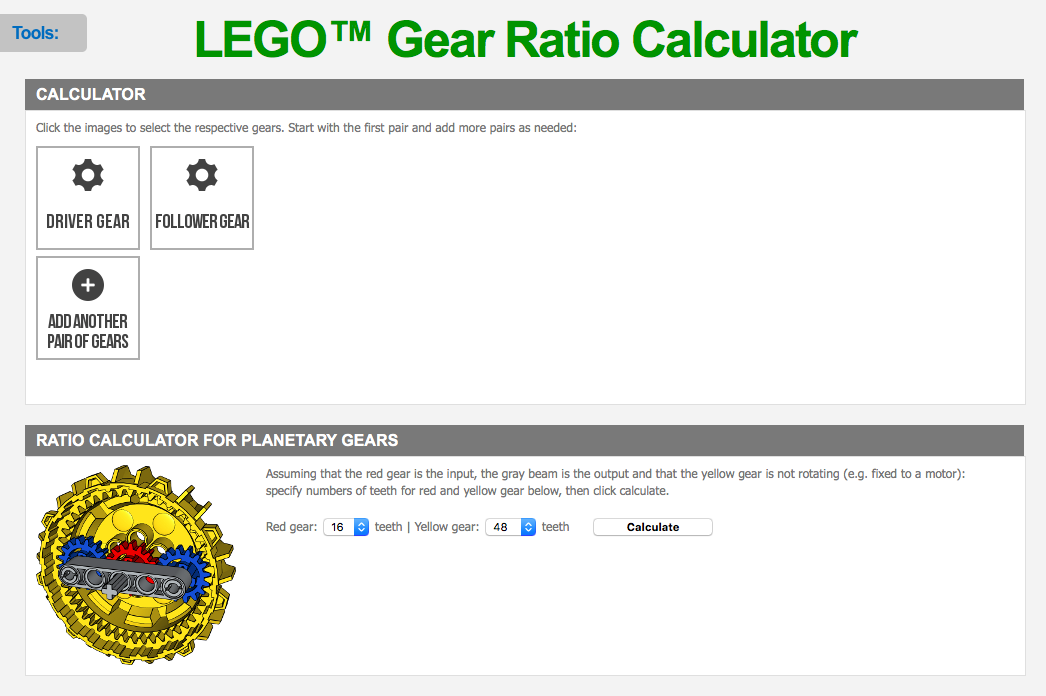 Tools:
LEGO™ Gear Ratio Calculator
CALCULATOR
Click the images to select the respective gears. Start with the first pair and add more pairs as needed:
DRIVER GEAR
FOLLOWER GEAR
ADD ANOTHER
PAIR OF GEARS
RATIO CALCULATOR FOR PLANETARY GEARS
Assuming that the red gear is the input, the gray beam is the output and that the yellow gear is not rotating (e.g. fixed to a motor):
specify numbers of teeth for red and yellow gear below, then click calculate.
Red gear: 16 teeth | Yellow gear: 48 teeth Calculate